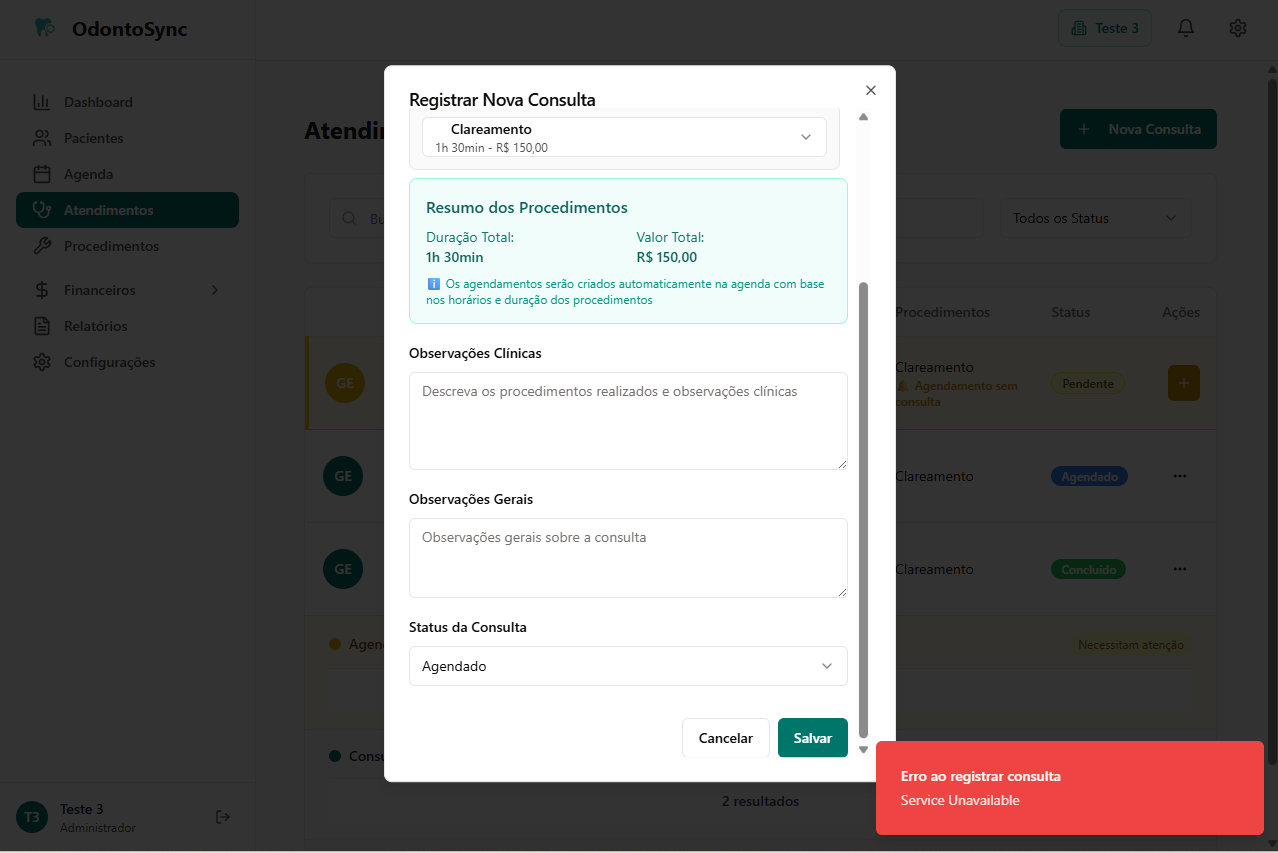 OdontoSync
Teste 3
Dashboard
Pacientes
Agenda
Atendimentos
Procedimentos
Financeiros
Relatórios
Configurações
Teste 3
Administrador
T3
Nova Consulta
Todos os Status
Procedimentos
Status
Ações
GE
Clareamento
Agendamento sem
consulta
Pendente
GE
Clareamento
Agendado
GE
Clareamento
Concluído
Necessitam atenção
2 resultados
Registrar Nova Consulta
Clareamento
1h 30min - R$ 150,00
Resumo dos Procedimentos
Duração Total:
Valor Total:
1h 30min
R$ 150,00
Os agendamentos serão criados automaticamente na agenda com base
nos horários e duração dos procedimentos
Observações Clínicas
Descreva os procedimentos realizados e observações clínicas
Observações Gerais
Observações gerais sobre a consulta
Status da Consulta
Agendado
Cancelar
Salvar
Erro ao registrar consulta
Service Unavailable